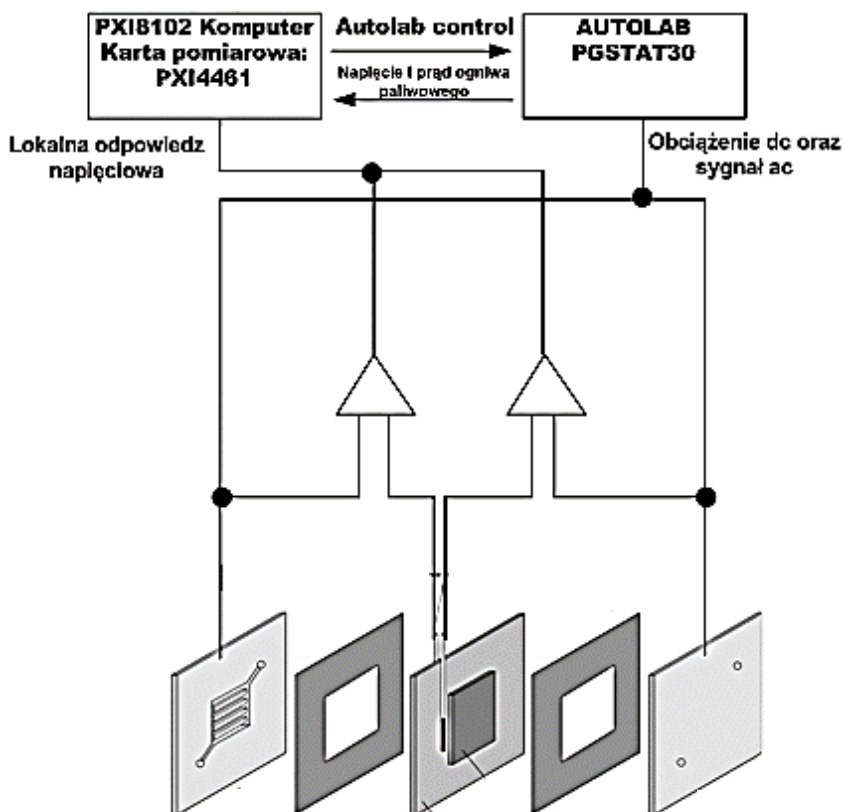 PXI8102 Komputer
Karta pomiarowa:
PXI4461
Autolab control
Napięcie i prąd ogniwa
paliwowego
AUTOLAB
PGSTAT30
Lokalna odpowiedz
napięciowa
Obciążenie dc oraz
sygnał ac